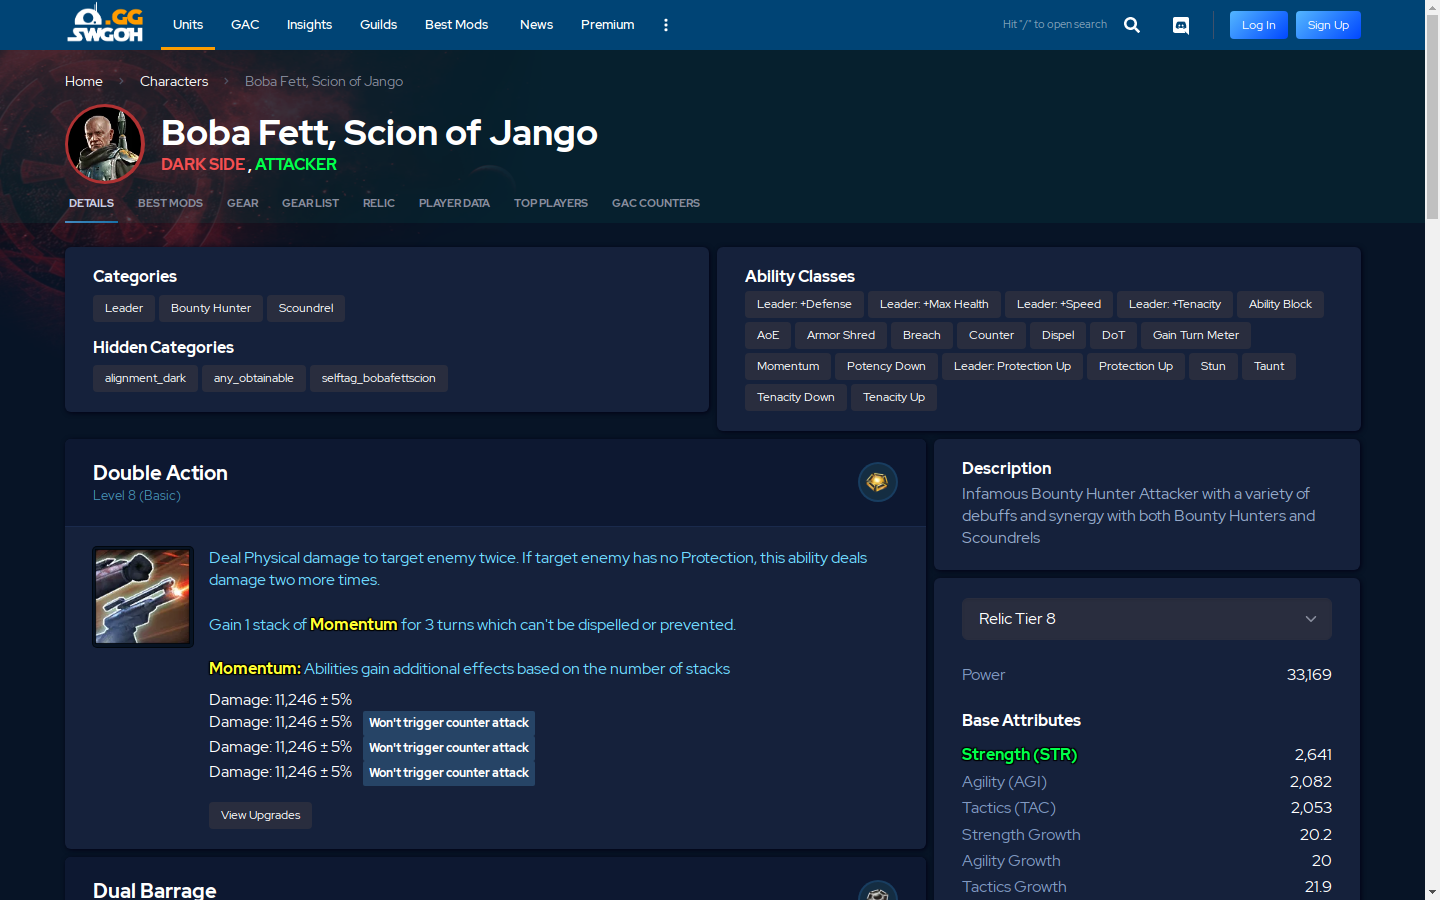 .GG
SWGOH
Units
GAC
Insights
Guilds
Best Mods
News
Premium
Hit "/" to open search
Log In
Sign Up
Home
Characters
Boba Fett, Scion of Jango
Boba Fett, Scion of Jango
DARK SIDE , ATTACKER
DETAILS
BEST MODS
GEAR
GEAR LIST
RELIC
PLAYER DATA
TOP PLAYERS
GAC COUNTERS
Categories
Leader
Bounty Hunter
Scoundrel
Hidden Categories
alignment_dark
any_obtainable
selftag_bobafettscion
Ability Classes
Leader: +Defense
Leader: +Max Health
Leader: +Speed
Leader: +Tenacity
Ability Block
AoE
Armor Shred
Breach
Counter
Dispel
DoT
Gain Turn Meter
Momentum
Potency Down
Leader: Protection Up
Protection Up
Stun
Taunt
Tenacity Down
Tenacity Up
Double Action
Level 8 (Basic)
Deal Physical damage to target enemy twice. If target enemy has no Protection, this ability deals
damage two more times.
Gain 1 stack of Momentum for 3 turns which can't be dispelled or prevented.
Momentum: Abilities gain additional effects based on the number of stacks
Damage: 11,246 ± 5%
Damage: 11,246 ± 5% Won't trigger counter attack
Damage: 11,246 ± 5% Won't trigger counter attack
Damage: 11,246 ± 5% Won't trigger counter attack
View Upgrades
Dual Barrage
Description
Infamous Bounty Hunter Attacker with a variety of
debuffs and synergy with both Bounty Hunters and
Scoundrels
Relic Tier 8
Power 33,169
Base Attributes
Strength (STR) 2,641
Agility (AGI) 2,082
Tactics (TAC) 2,053
Strength Growth 20.2
Agility Growth 20
Tactics Growth 21.9